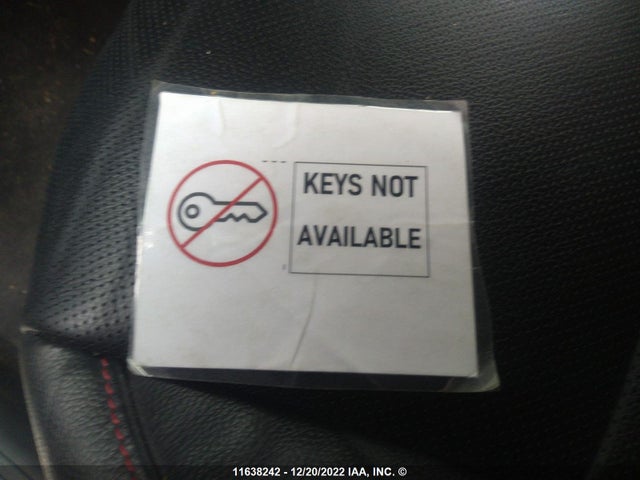 KEYS NOT
AVAILABLE
11638242 - 12/20/2022 IAA, INC. ©